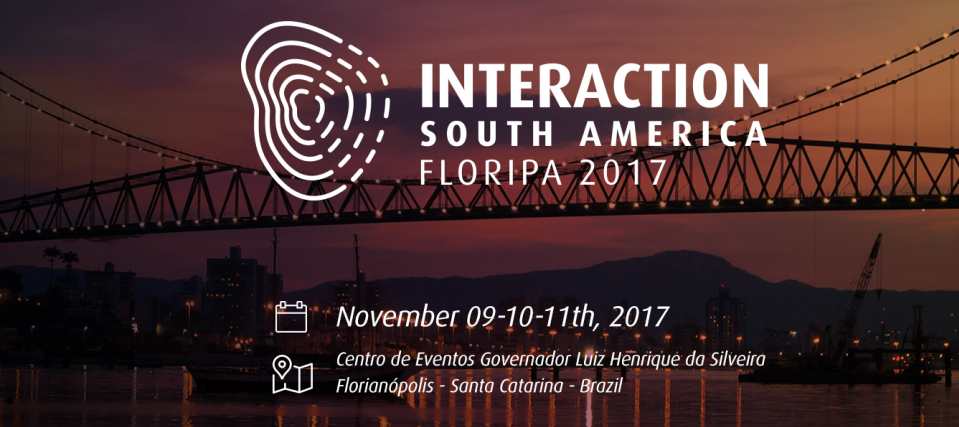 INTERACTION
SOUTH AMERICA
FLORIPA 2017
November 09-10-11th, 2017
Centro de Eventos Governador Luiz Henrique da Silveira
Florianópolis - Santa Catarina - Brazil